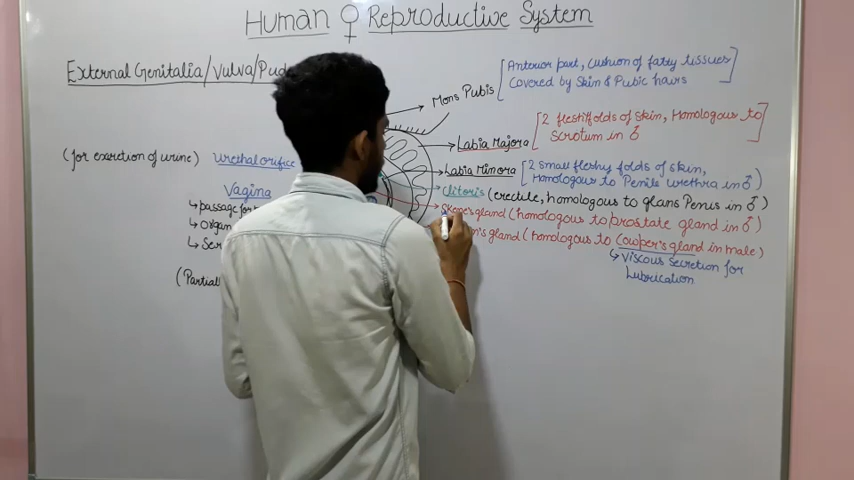 Human ♀ Reproductive System
External Genitalia/Vulva/Pud
Mons Pubis [Anterior part, cushion of fatty tissues
Covered by Skin & Pubic hairs]
Labia Majora [2 fleshy folds of skin, Homologous to
Scrotum in ♂]
(for excretion of urine) Urethral orifice
Labia Minora [2 small fleshy folds of skin,
Homologous to Penile urethra in ♂]
Vagina
Clitoris (erectile, homologous to glans Penis in ♂)
↳ passage for
Skene's gland (homologous to prostate gland in ♂)
↳ organ
gland (homologous to Cowper's gland in male)
↳ Viscous secretion for
lubrication
(Partial